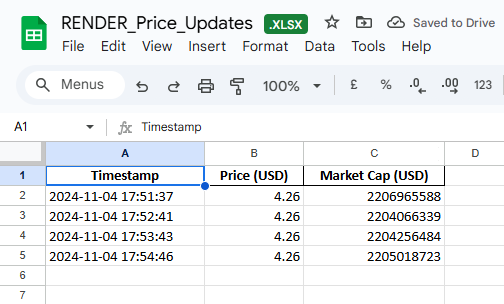 RENDER_Price_Updates .XLSX Saved to Drive
File Edit View Insert Format Data Tools Help
Menus 100% £ % .0 .00 123
A1 fx Timestamp
A B C D
1 Timestamp Price (USD) Market Cap (USD)
2 2024-11-04 17:51:37 4.26 2206965588
3 2024-11-04 17:52:41 4.26 2204066339
4 2024-11-04 17:53:43 4.26 2204256484
5 2024-11-04 17:54:46 4.26 2205018723
6
7